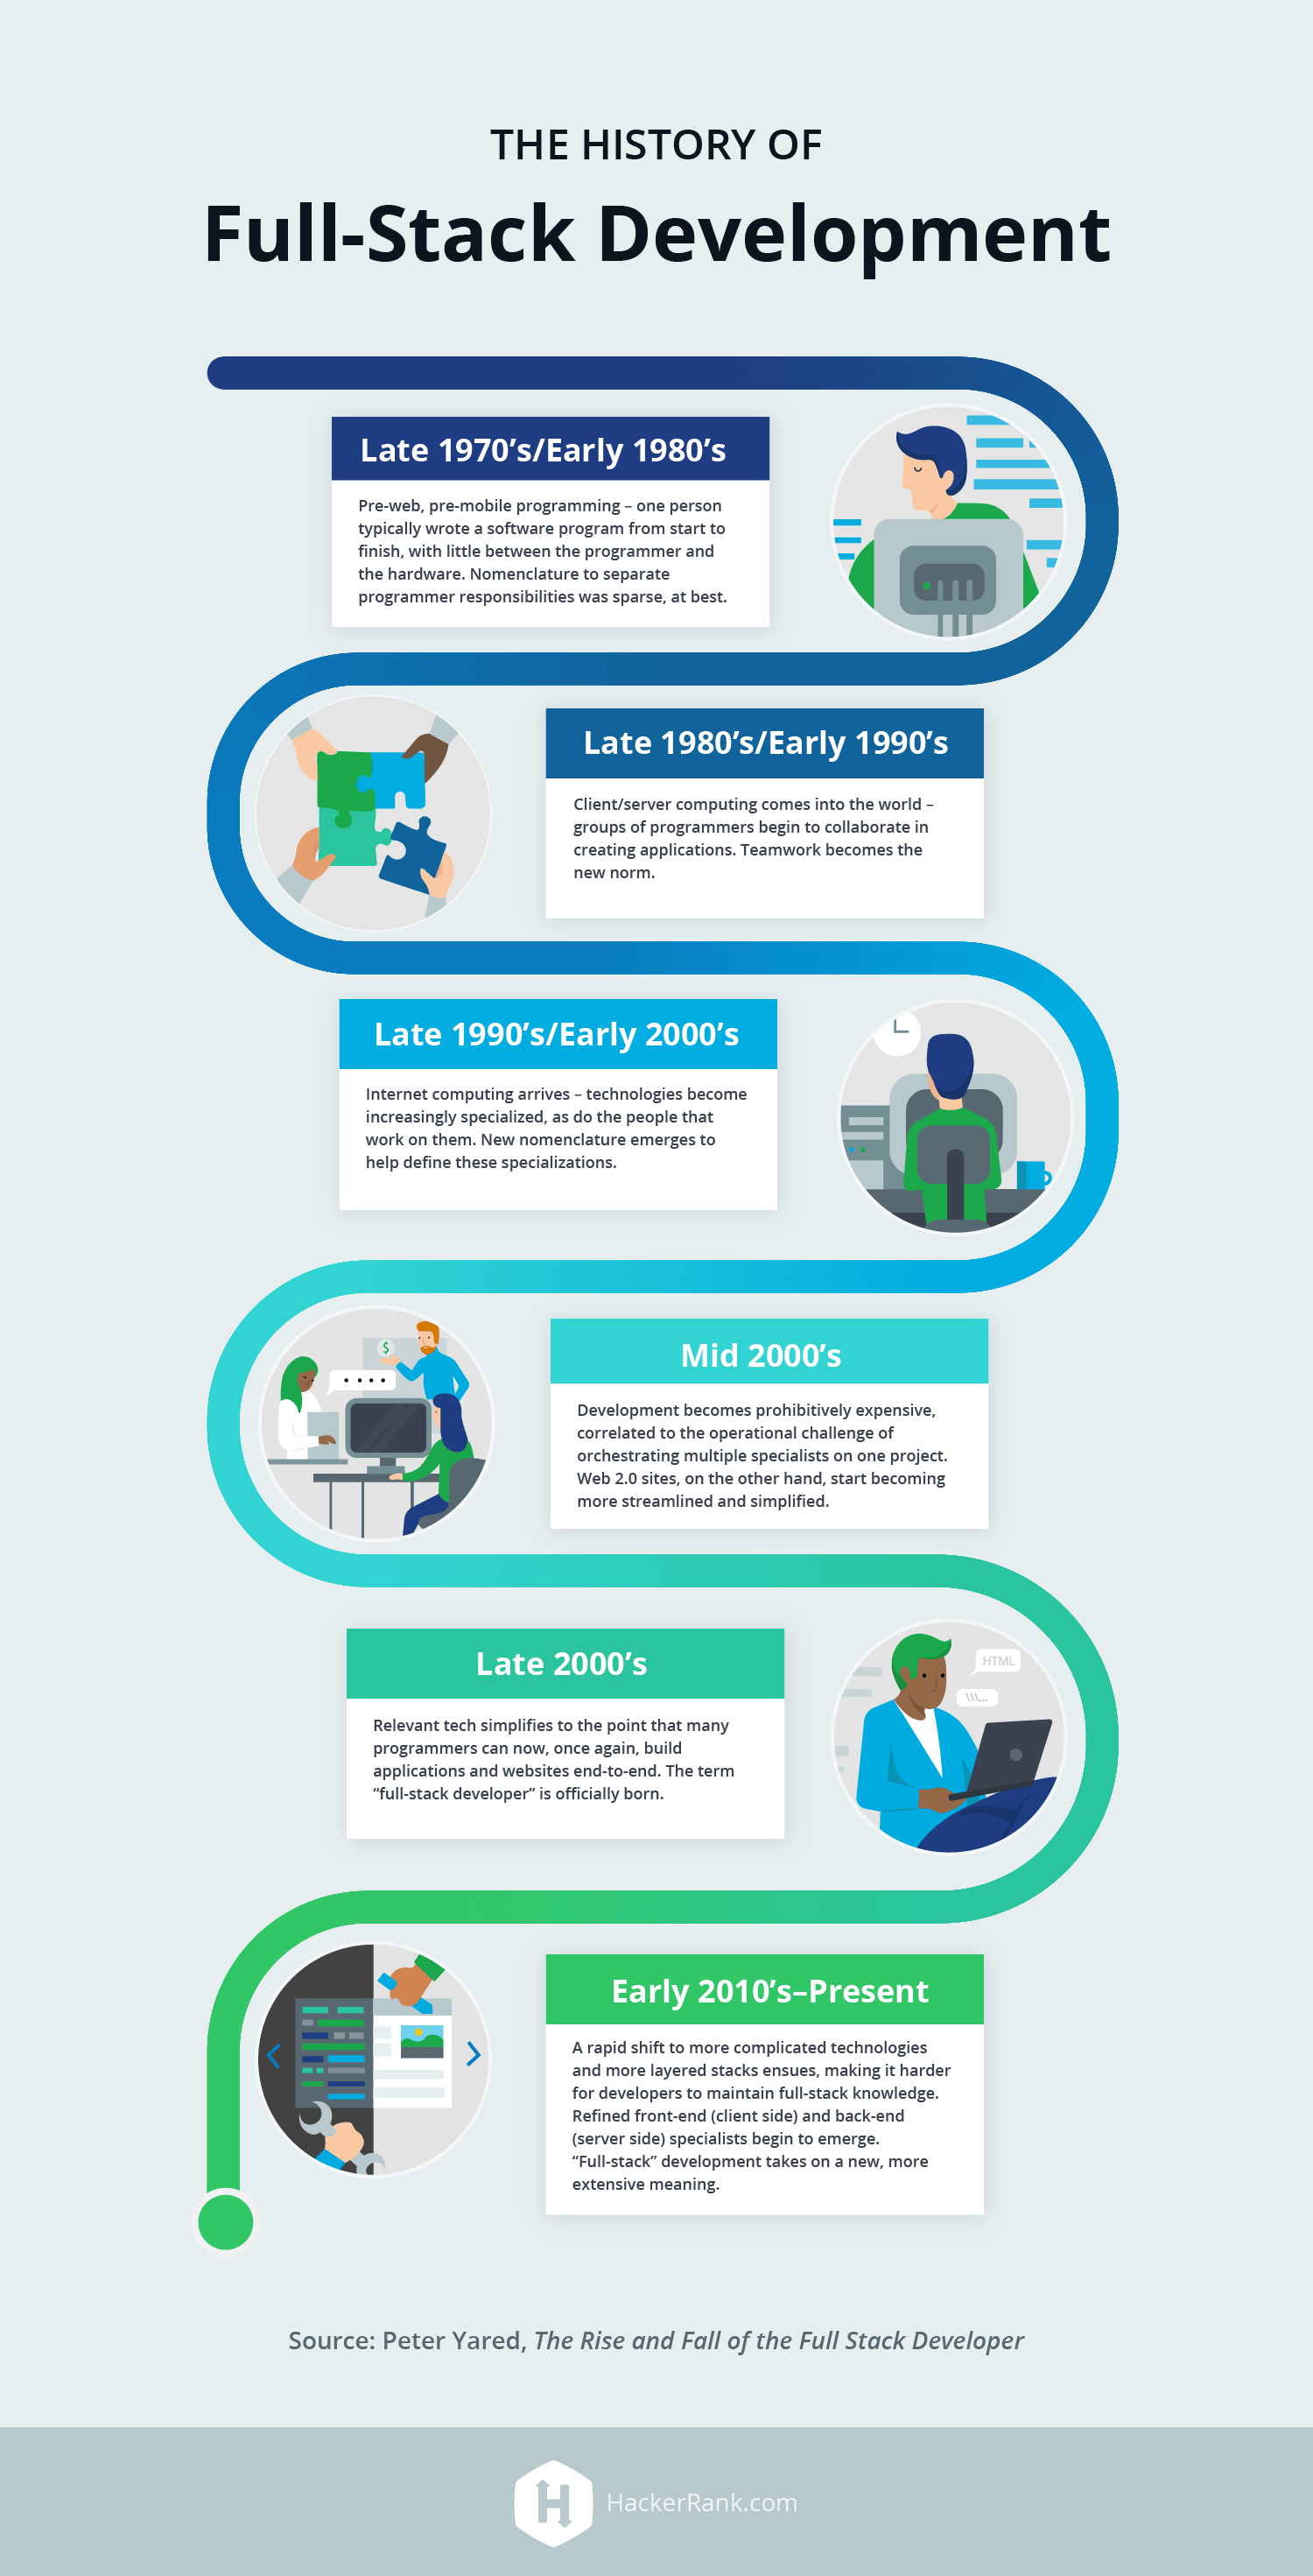 THE HISTORY OF
Full-Stack Development
Late 1970’s/Early 1980’s
Pre-web, pre-mobile programming – one person
typically wrote a software program from start to
finish, with little between the programmer and
the hardware. Nomenclature to separate
programmer responsibilities was sparse, at best.
Late 1980’s/Early 1990’s
Client/server computing comes into the world –
groups of programmers begin to collaborate in
creating applications. Teamwork becomes the
new norm.
Late 1990’s/Early 2000’s
Internet computing arrives – technologies become
increasingly specialized, as do the people that
work on them. New nomenclature emerges to
help define these specializations.
$
Mid 2000’s
Development becomes prohibitively expensive,
correlated to the operational challenge of
orchestrating multiple specialists on one project.
Web 2.0 sites, on the other hand, start becoming
more streamlined and simplified.
Late 2000’s
Relevant tech simplifies to the point that many
programmers can now, once again, build
applications and websites end-to-end. The term
“full-stack developer” is officially born.
HTML
\\\...
Early 2010’s–Present
A rapid shift to more complicated technologies
and more layered stacks ensues, making it harder
for developers to maintain full-stack knowledge.
Refined front-end (client side) and back-end
(server side) specialists begin to emerge.
“Full-stack” development takes on a new, more
extensive meaning.
Source: Peter Yared, The Rise and Fall of the Full Stack Developer
H HackerRank.com